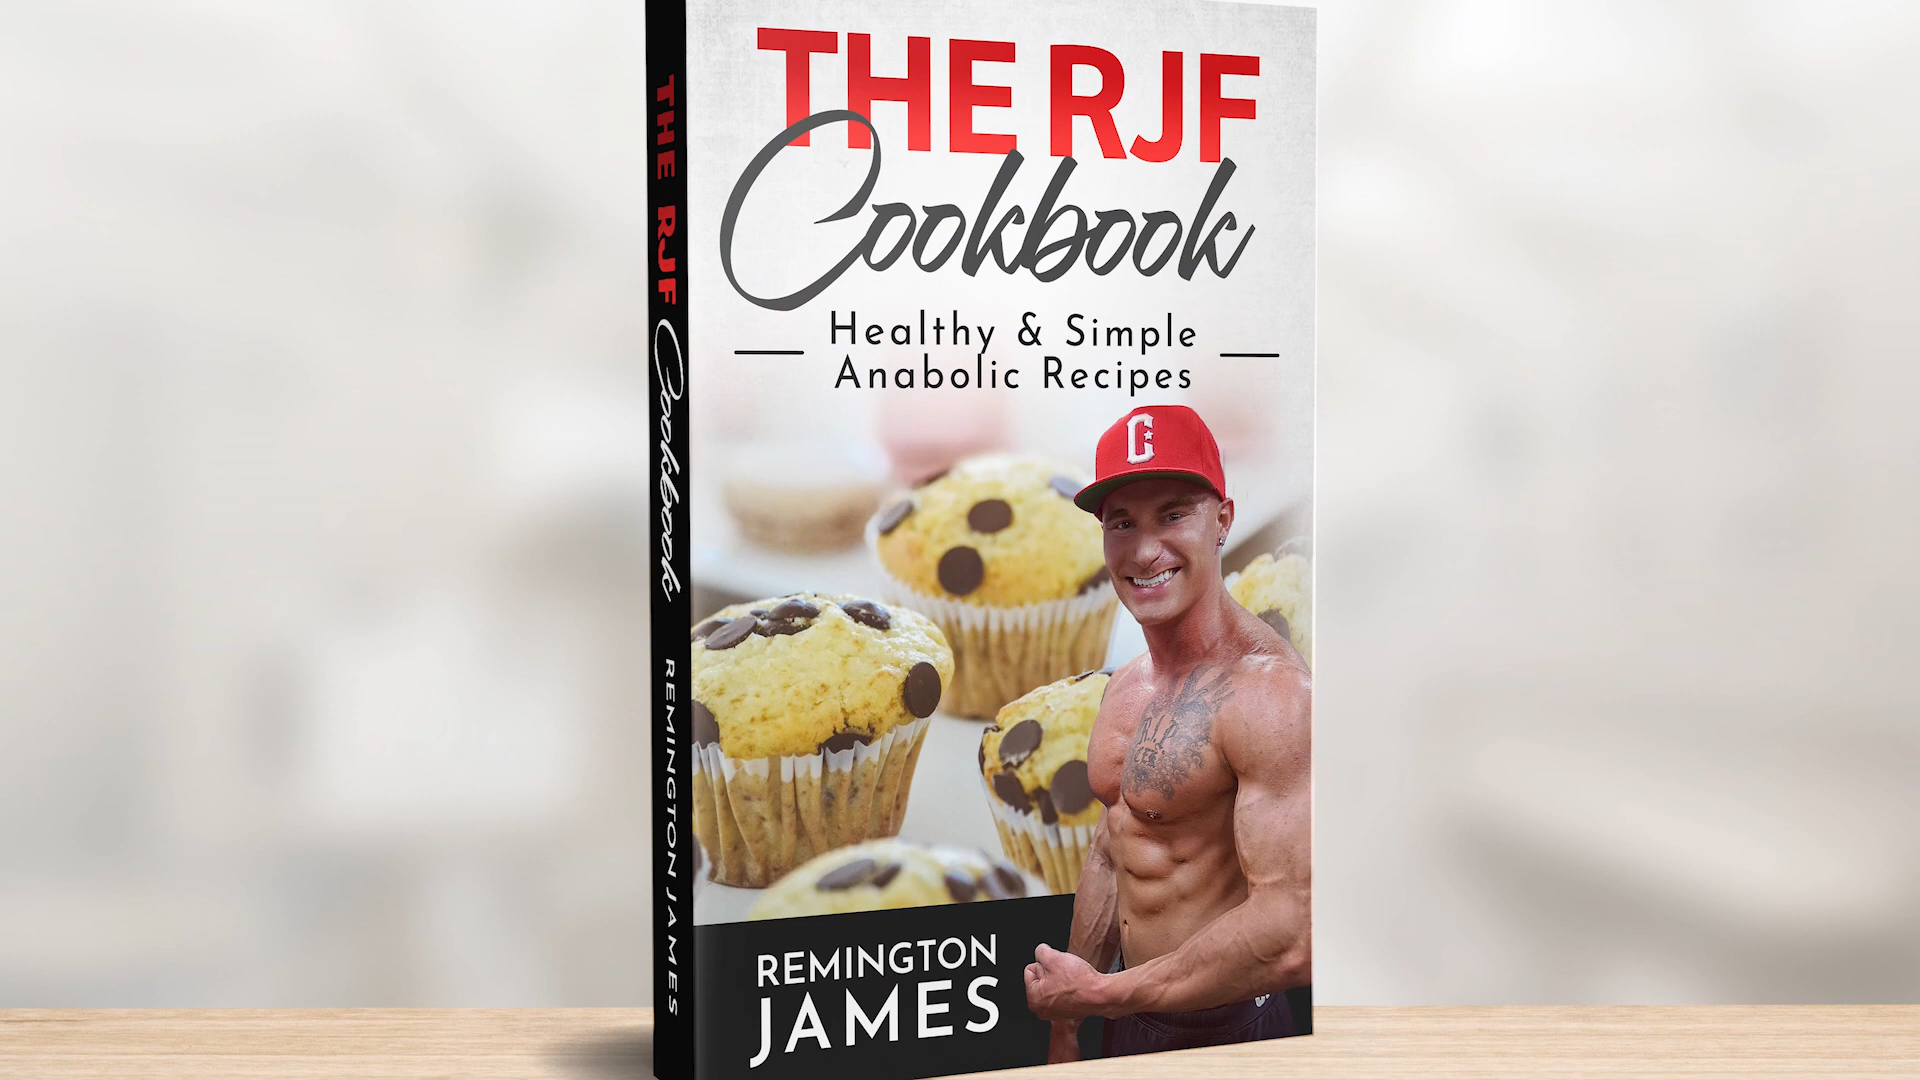 THE RJF
Cookbook
Healthy & Simple
Anabolic Recipes
C
R.I.P.
REMINGTON
JAMES
THE RJF Cookbook REMINGTON JAMES